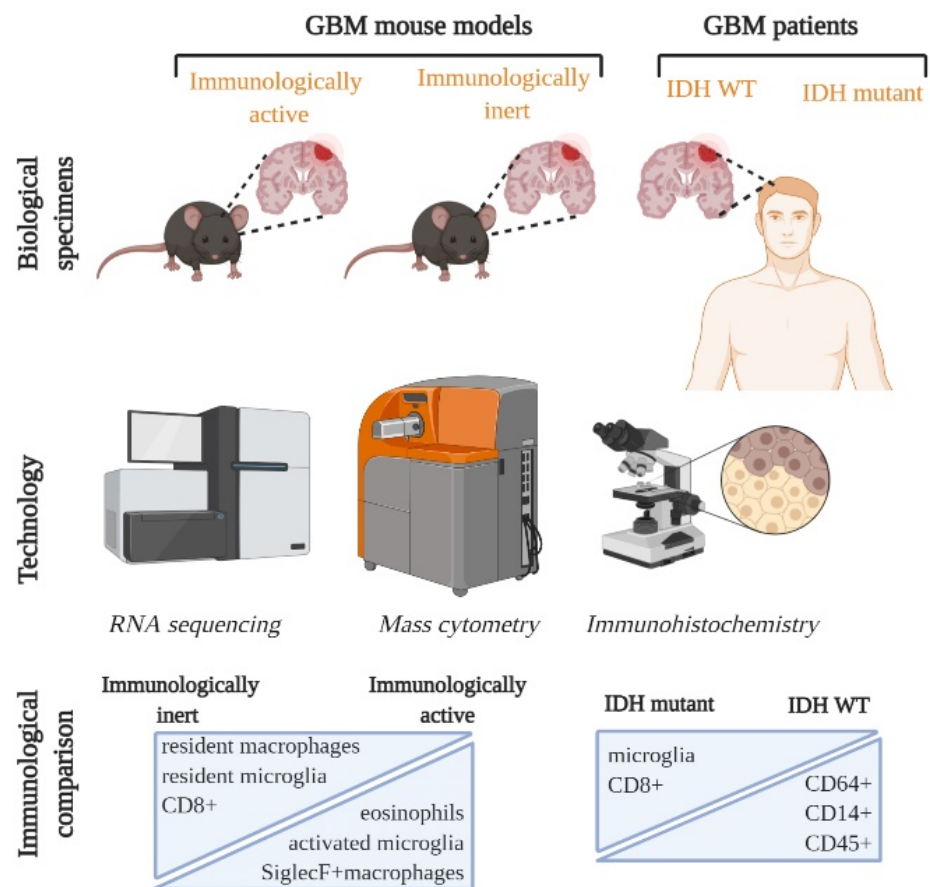 GBM mouse models
GBM patients
Immunologically
active
Immunologically
inert
IDH WT
IDH mutant
Biological
specimens
Technology
RNA sequencing
Mass cytometry
Immunohistochemistry
Immunological
comparison
Immunologically
inert
Immunologically
active
resident macrophages
resident microglia
CD8+
eosinophils
activated microglia
SiglecF+macrophages
IDH mutant
IDH WT
microglia
CD8+
CD64+
CD14+
CD45+